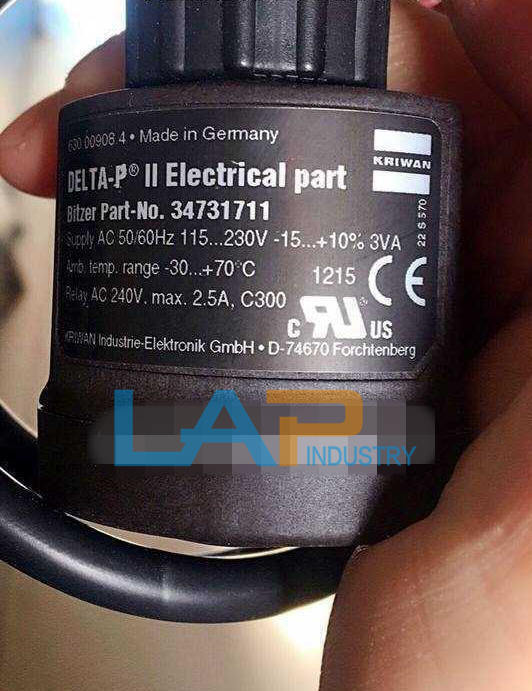 630.00908.4 • Made in Germany
KRIWAN
DELTA-P® II Electrical part
Bitzer Part-No. 34731711
Supply AC 50/60Hz 115...230V -15...+10% 3VA
22 S 570
Amb. temp. range -30...+70°C
1215 CE
Relay AC 240V. max. 2.5A, C300
C RU® US
KRIWAN Industrie-Elektronik GmbH • D-74670 Forchtenberg
LAP INDUSTRY